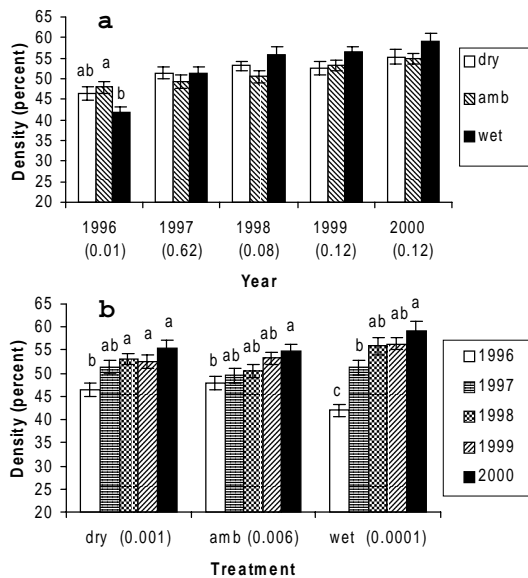 a
65
60
55
50
45
40
35
30
25
20
Density (percent)
ab a b
1996 1997 1998 1999 2000
(0.01) (0.62) (0.08) (0.12) (0.12)
Year
dry
amb
wet
b
65
60
55
50
45
40
35
30
25
20
Density (percent)
b ab a a a
b ab ab ab a
c b ab ab a
dry (0.001) amb (0.006) wet (0.0001)
Treatment
1996
1997
1998
1999
2000